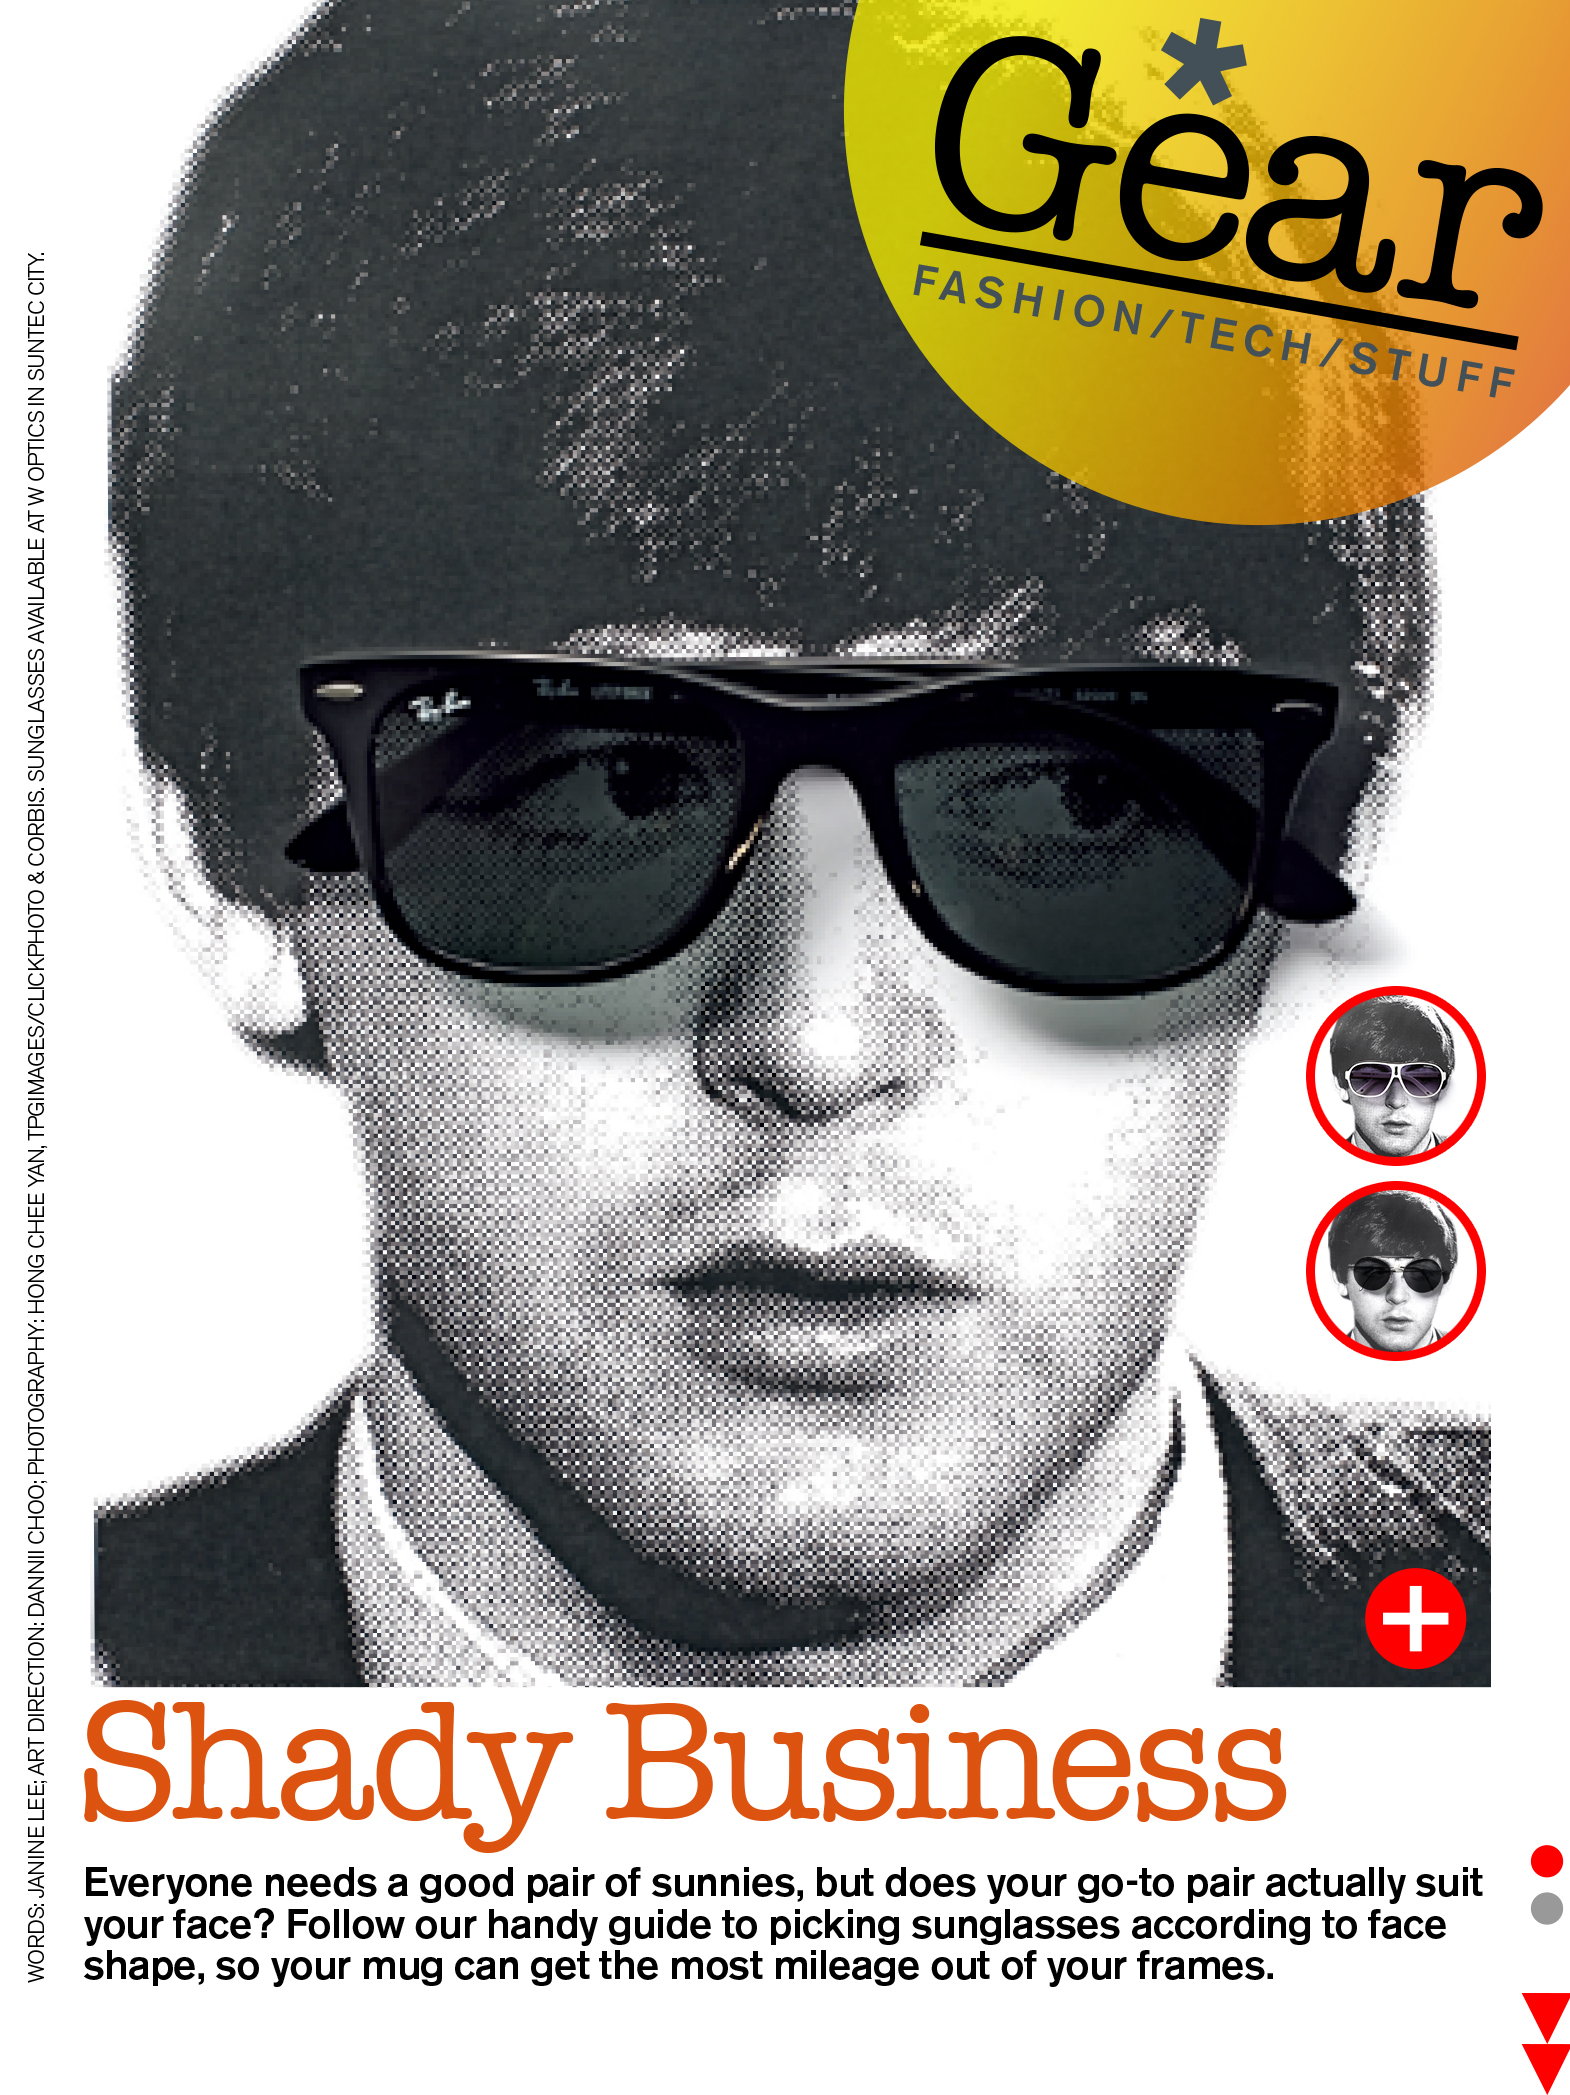 Gear
FASHION/TECH/STUFF
Ray-Ban
Shady Business
Everyone needs a good pair of sunnies, but does your go-to pair actually suit
your face? Follow our handy guide to picking sunglasses according to face
shape, so your mug can get the most mileage out of your frames.
WORDS: JANINE LEE; ART DIRECTION: DANNII CHOO; PHOTOGRAPHY: HONG CHEE YAN, TPGIMAGES/CLICKPHOTO & CORBIS. SUNGLASSES AVAILABLE AT W OPTICS IN SUNTEC CITY.